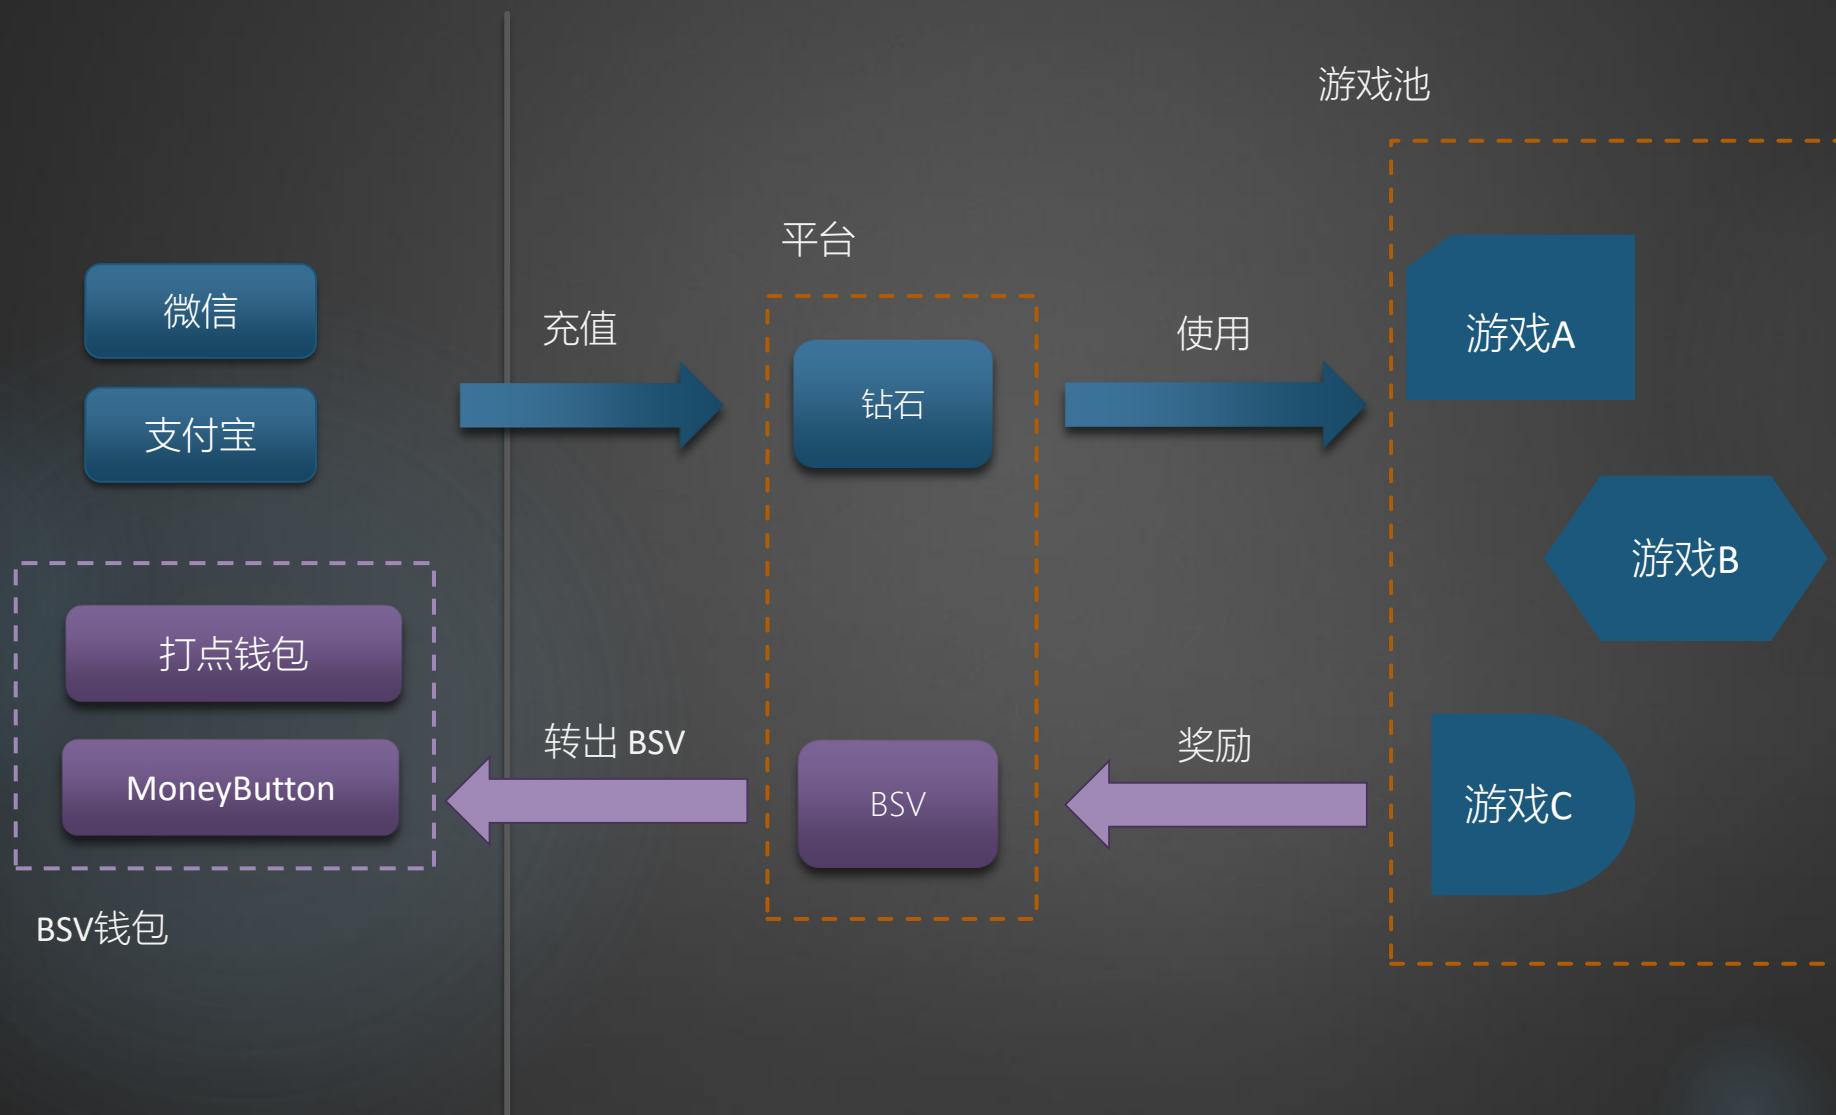 游戏池
平台
微信
充值
使用
游戏A
支付宝
钻石
游戏B
打点钱包
转出 BSV
奖励
MoneyButton
BSV
游戏C
BSV钱包